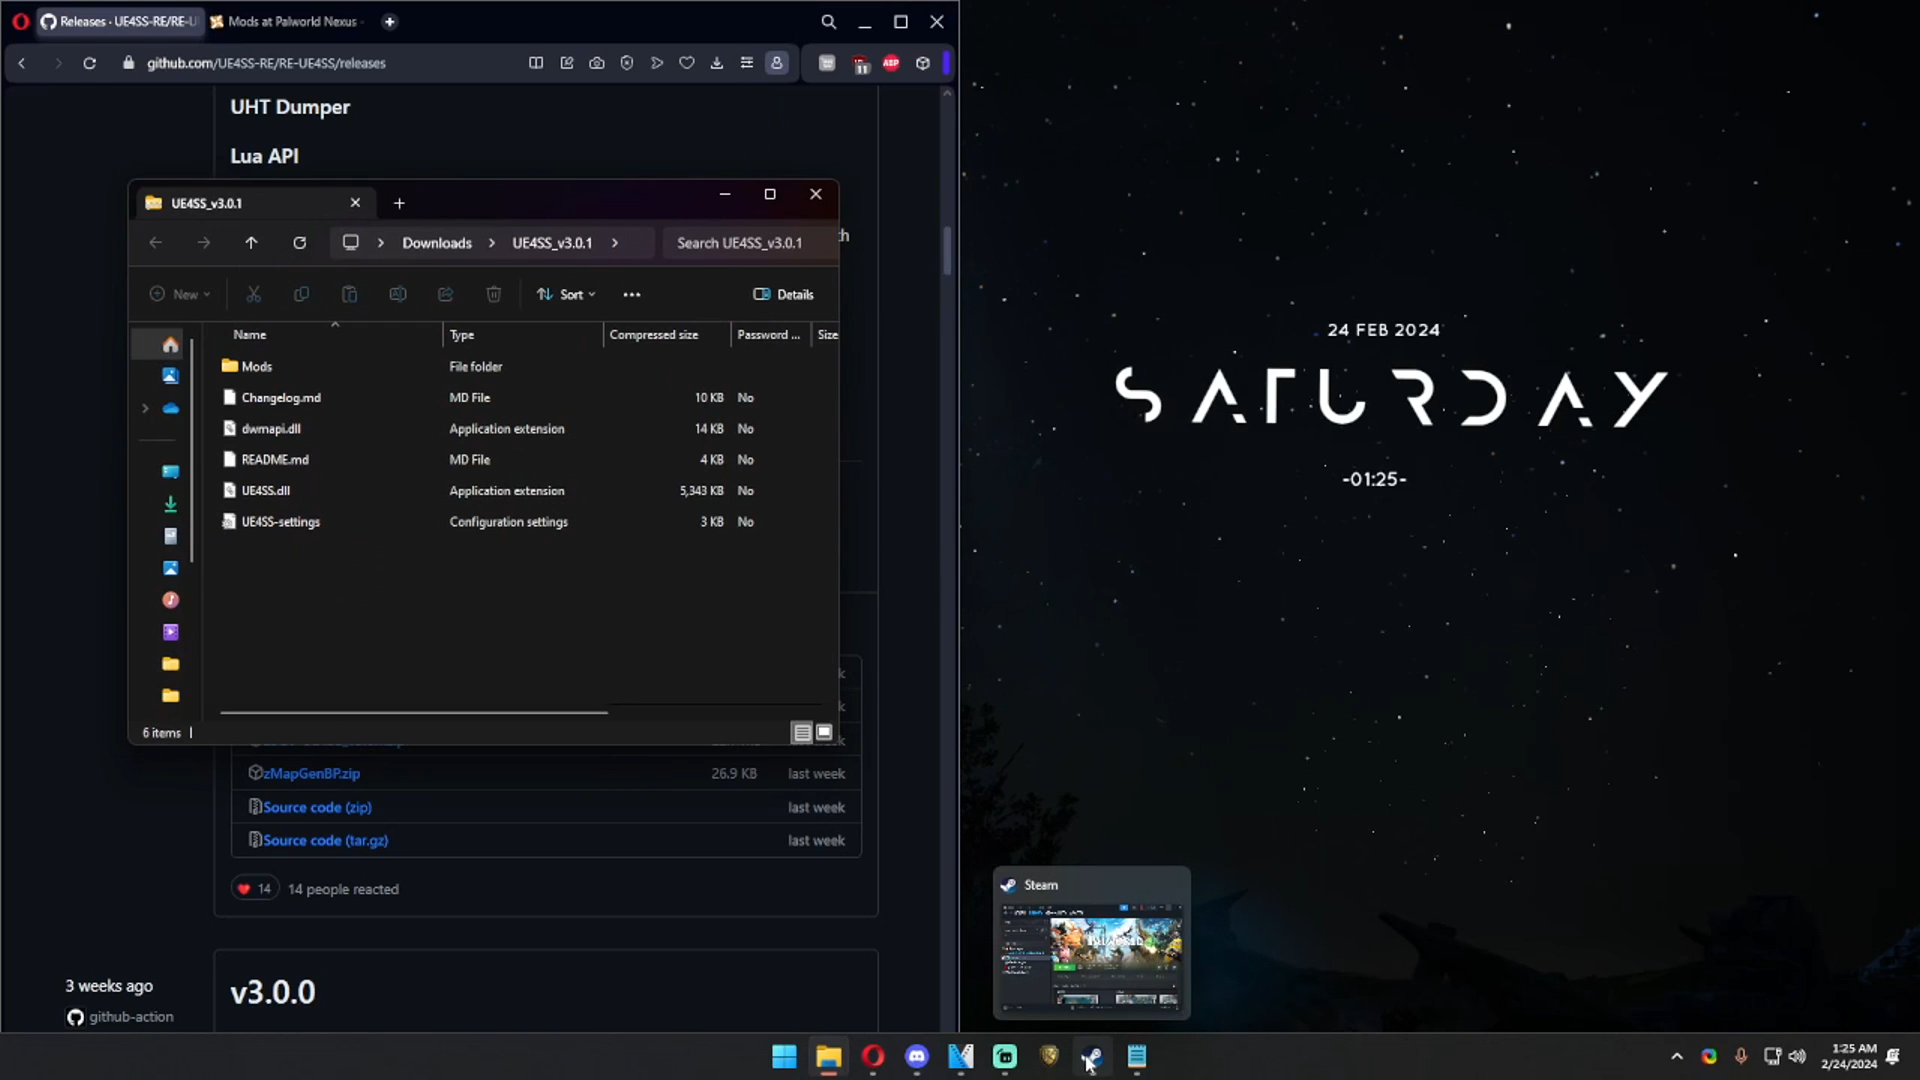 Releases · UE4SS-RE/RE-U
Mods at Palworld Nexus
github.com/UE4SS-RE/RE-UE4SS/releases
11
ABP
UHT Dumper
Lua API
UE4SS_v3.0.1
Downloads
UE4SS_v3.0.1
Search UE4SS_v3.0.1
th
New
Sort
Details
Name
Type
Compressed size
Password ...
Size
Mods
File folder
Changelog.md
MD File
10 KB
No
dwmapi.dll
Application extension
14 KB
No
README.md
MD File
4 KB
No
UE4SS.dll
Application extension
5,343 KB
No
UE4SS-settings
Configuration settings
3 KB
No
6 items
zMapGenBP.zip
26.9 KB
last week
Source code (zip)
last week
Source code (tar.gz)
last week
14
14 people reacted
3 weeks ago
v3.0.0
github-action
24 FEB 2024
SATURDAY
-01:25-
Steam
1:25 AM
2/24/2024